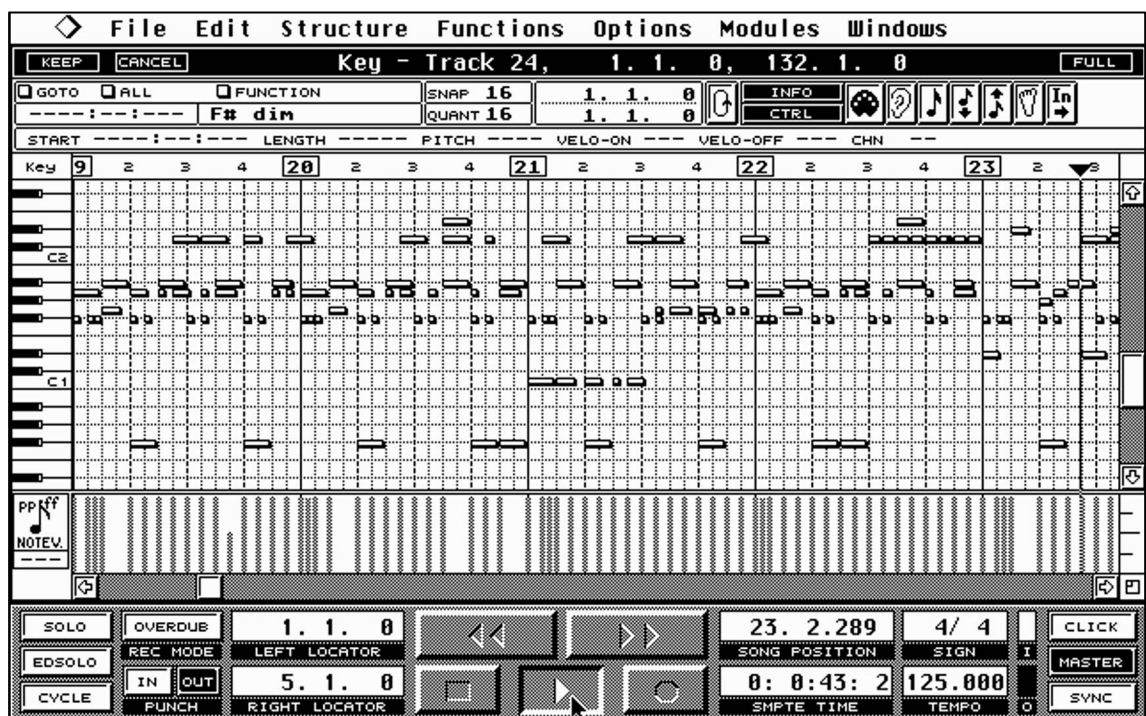 File Edit Structure Functions Options Modules Windows
KEEP CANCEL Key - Track 24, 1. 1. 0, 132. 1. 0 FULL
GOTO ALL FUNCTION SNAP 16 1. 1. 0 INFO In
----:--:---- F# dim QUANT 16 1. 1. 0 CTRL
START ----:--:---- LENGTH ----- PITCH ---- VELO-ON --- VELO-OFF --- CHN --
Key 9 2 3 4 20 2 3 4 21 2 3 4 22 2 3 4 23 2 3
C2
C1
PP ff
NOTEV.
---
SOLO OVERDUB 1. 1. 0 23. 2.289 4/ 4 CLICK
REC MODE LEFT LOCATOR SONG POSITION SIGN I
EDSOLO MASTER
IN OUT 5. 1. 0 0: 0:43: 2 125.000
CYCLE PUNCH RIGHT LOCATOR SMPTE TIME TEMPO O SYNC